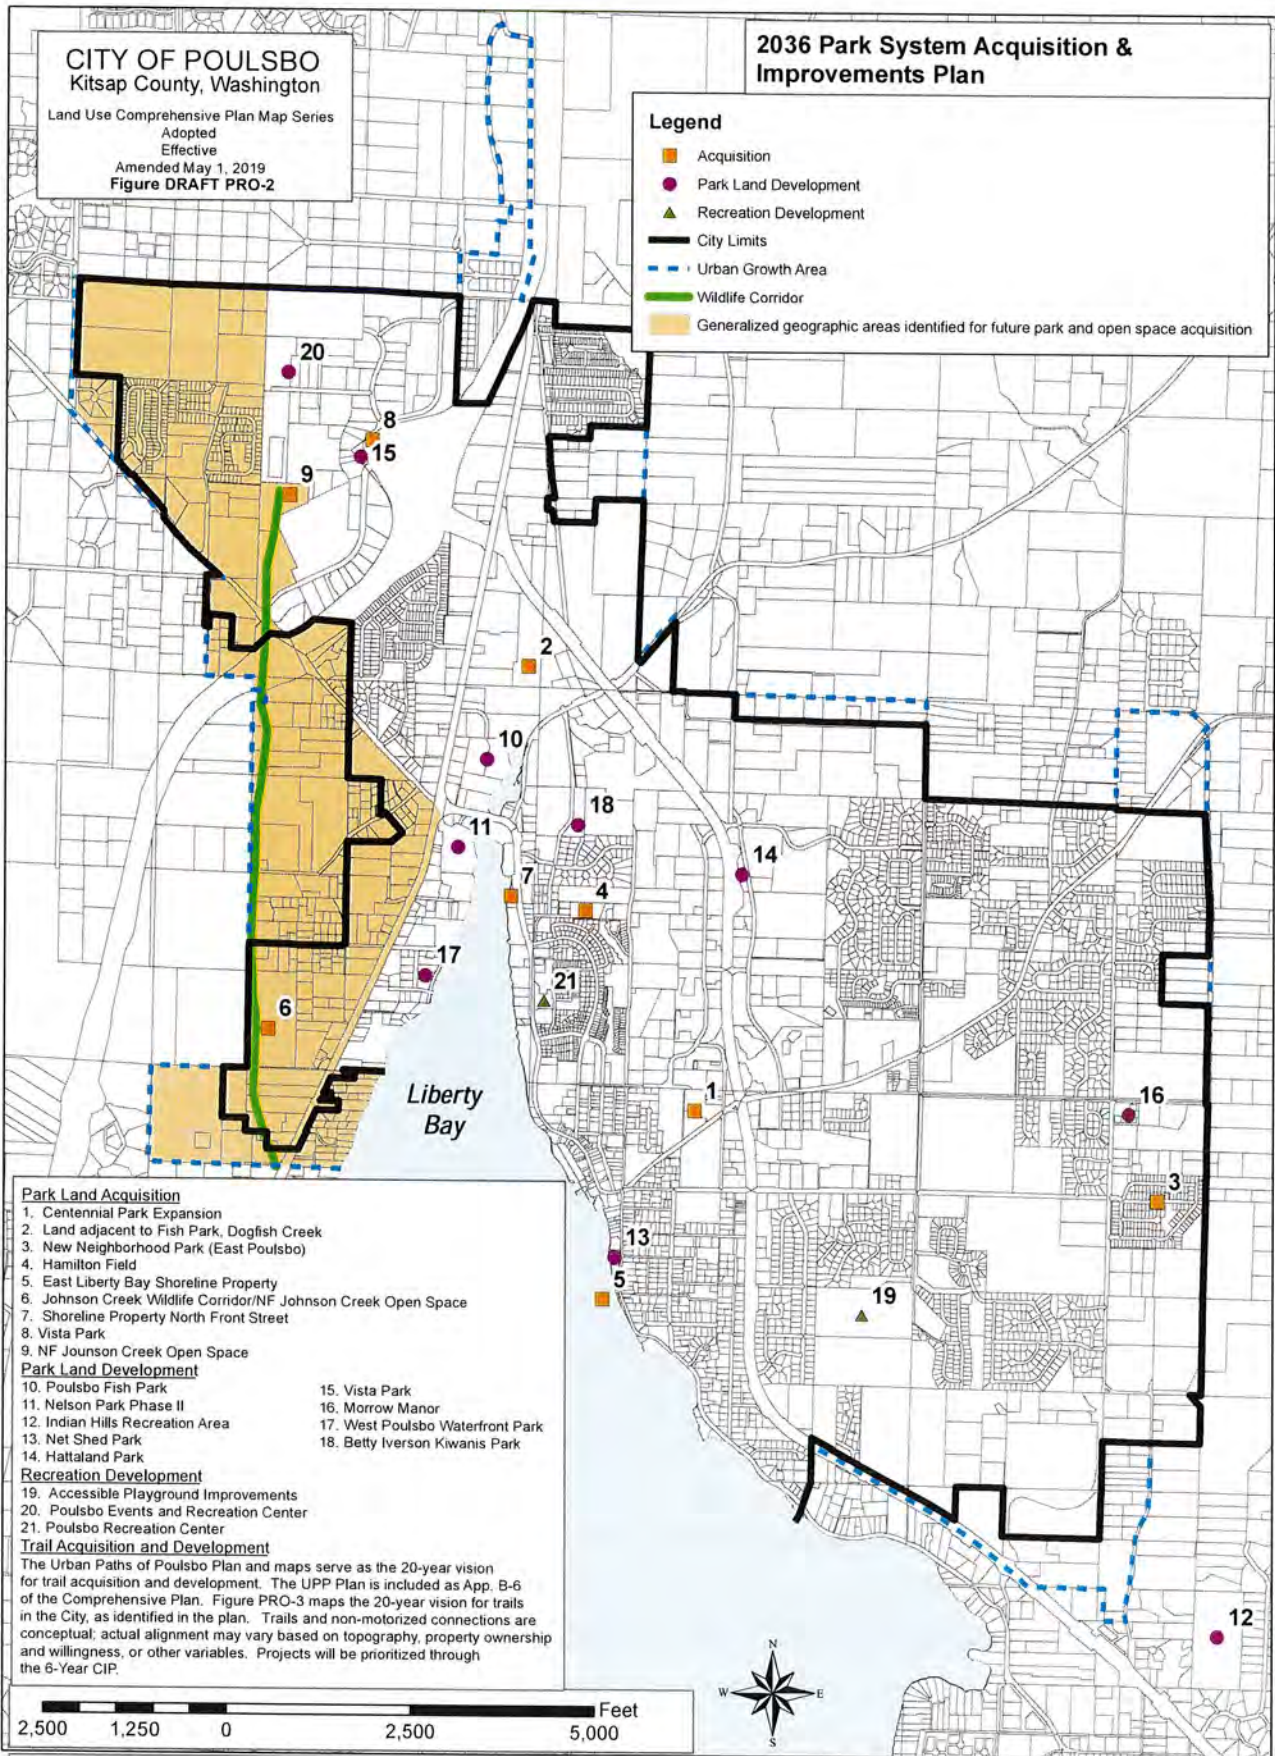 CITY OF POULSBO
Kitsap County, Washington
Land Use Comprehensive Plan Map Series
Adopted
Effective
Amended May 1, 2019
Figure DRAFT PRO-2
2036 Park System Acquisition &
Improvements Plan
Legend
Acquisition
Park Land Development
Recreation Development
City Limits
Urban Growth Area
Wildlife Corridor
Generalized geographic areas identified for future park and open space acquisition
20
8
15
9
2
10
18
11
14
7
4
17
21
6
Liberty
Bay
1
16
3
13
5
19
12
Park Land Acquisition
1. Centennial Park Expansion
2. Land adjacent to Fish Park, Dogfish Creek
3. New Neighborhood Park (East Poulsbo)
4. Hamilton Field
5. East Liberty Bay Shoreline Property
6. Johnson Creek Wildlife Corridor/NF Johnson Creek Open Space
7. Shoreline Property North Front Street
8. Vista Park
9. NF Jounson Creek Open Space
Park Land Development
10. Poulsbo Fish Park
11. Nelson Park Phase II
12. Indian Hills Recreation Area
13. Net Shed Park
14. Hattaland Park
15. Vista Park
16. Morrow Manor
17. West Poulsbo Waterfront Park
18. Betty Iverson Kiwanis Park
Recreation Development
19. Accessible Playground Improvements
20. Poulsbo Events and Recreation Center
21. Poulsbo Recreation Center
Trail Acquisition and Development
The Urban Paths of Poulsbo Plan and maps serve as the 20-year vision
for trail acquisition and development. The UPP Plan is included as App. B-6
of the Comprehensive Plan. Figure PRO-3 maps the 20-year vision for trails
in the City, as identified in the plan. Trails and non-motorized connections are
conceptual; actual alignment may vary based on topography, property ownership
and willingness, or other variables. Projects will be prioritized through
the 6-Year CIP.
N
W
E
S
Feet
2,500 1,250 0 2,500 5,000